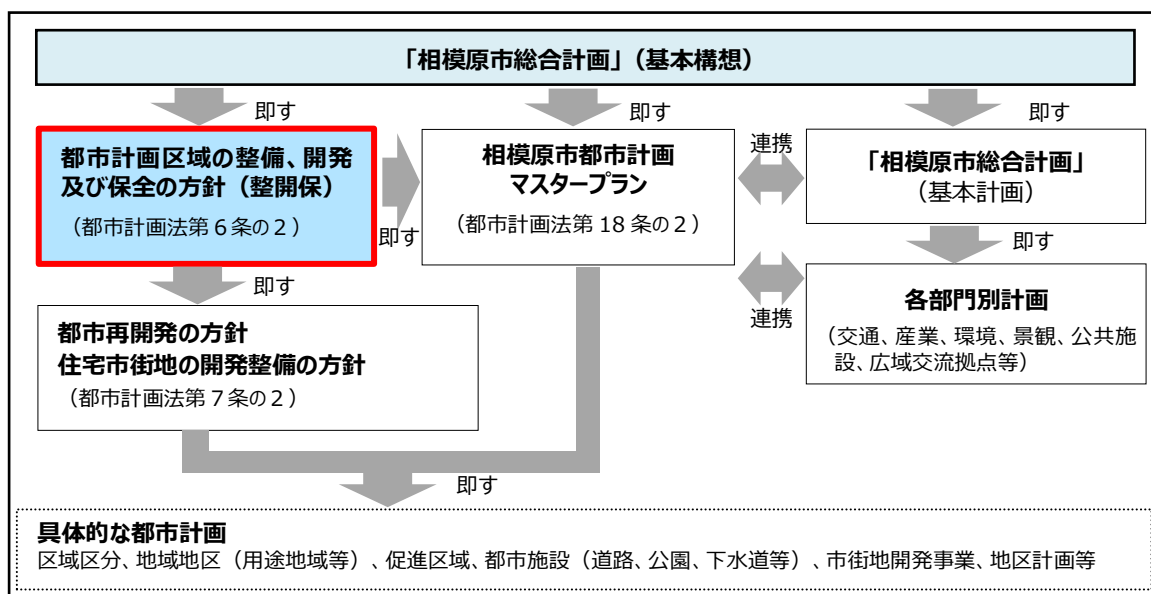 「相模原市総合計画」（基本構想）
即す
即す
即す
都市計画区域の整備、開発
及び保全の方針（整開保）
（都市計画法第６条の２）
即す
相模原市都市計画
マスタープラン
（都市計画法第 18 条の２）
連携
「相模原市総合計画」
（基本計画）
即す
即す
連携
各部門別計画
（交通、産業、環境、景観、公共施
設、広域交流拠点等）
都市再開発の方針
住宅市街地の開発整備の方針
（都市計画法第７条の２）
即す
具体的な都市計画
区域区分、地域地区（用途地域等）、促進区域、都市施設（道路、公園、下水道等）、市街地開発事業、地区計画等